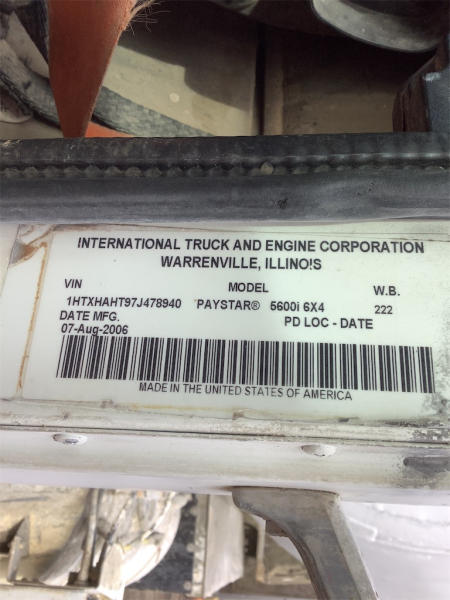 INTERNATIONAL TRUCK AND ENGINE CORPORATION
WARRENVILLE, ILLINOIS
VIN MODEL W.B.
1HTXHAHT97J478940 PAYSTAR® 5600i 6X4 222
DATE MFG. PD LOC - DATE
07-Aug-2006
MADE IN THE UNITED STATES OF AMERICA